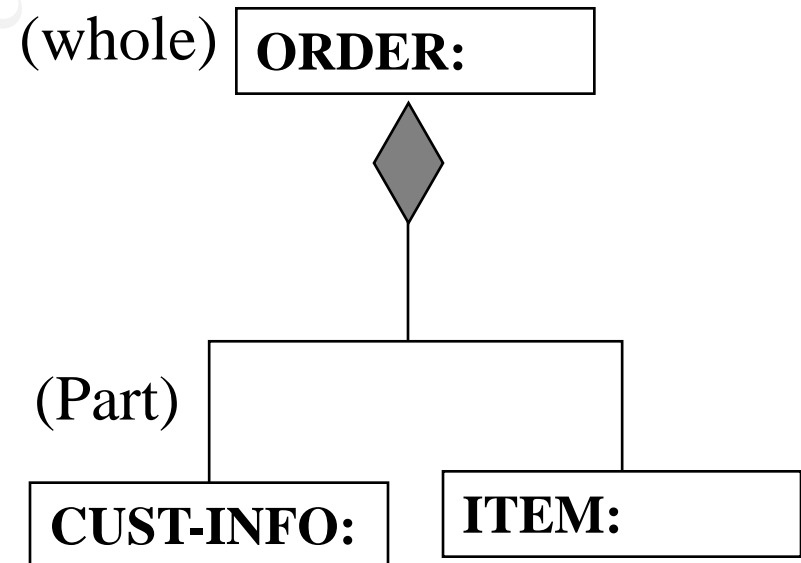 (whole)
ORDER:
(Part)
CUST-INFO:
ITEM: